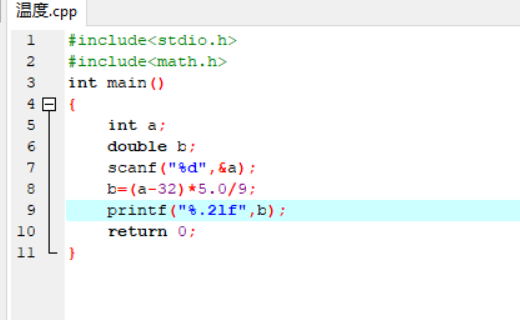 温度.cpp
1 #include<stdio.h>
2 #include<math.h>
3 int main()
4 {
5 int a;
6 double b;
7 scanf("%d",&a);
8 b=(a-32)*5.0/9;
9 printf("%.2lf",b);
10 return 0;
11 }